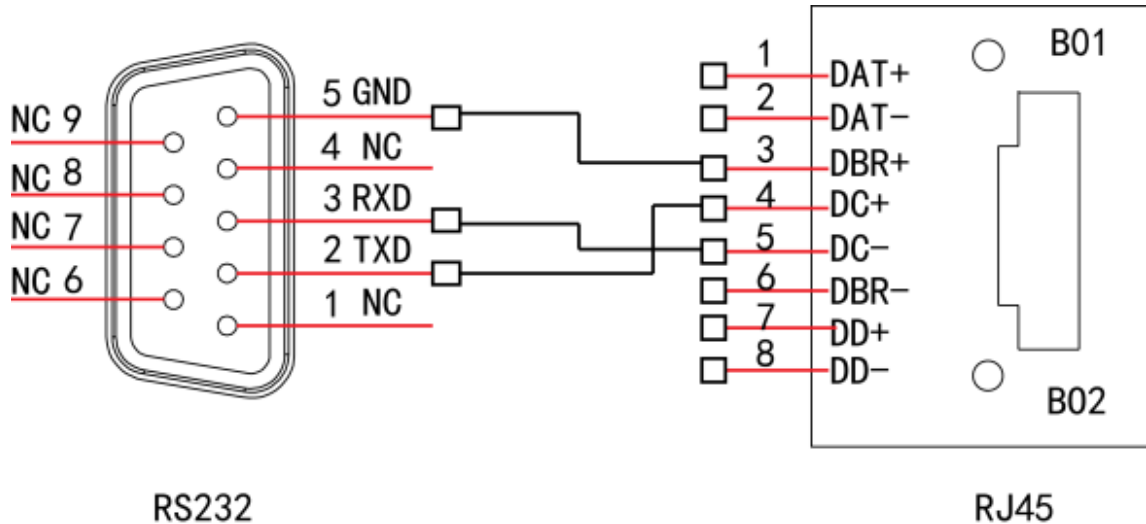 NC 9
NC 8
NC 7
NC 6
5 GND
4 NC
3 RXD
2 TXD
1 NC
RS232
1 DAT+
2 DAT-
3 DBR+
4 DC+
5 DC-
6 DBR-
7 DD+
8 DD-
B01
B02
RJ45